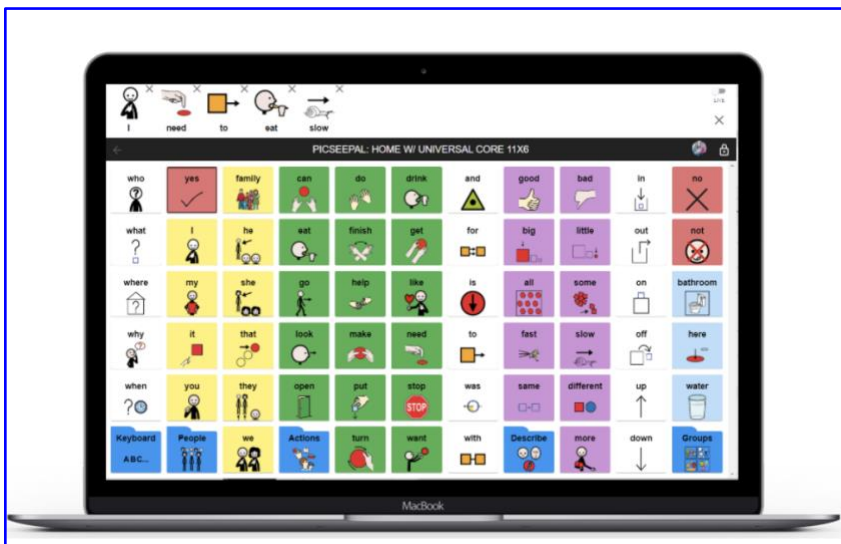 I need to eat slow
PICSEEPAL: HOME W/ UNIVERSAL CORE 11X6
who yes family can do drink and good bad in no
what I he eat finish get for big little out not
where my she go help like is all some on bathroom
why it that look make need to fast slow off here
when you they open put stop was same different up water
STOP
Keyboard People we Actions turn want with Describe more down Groups
ABC...
MacBook